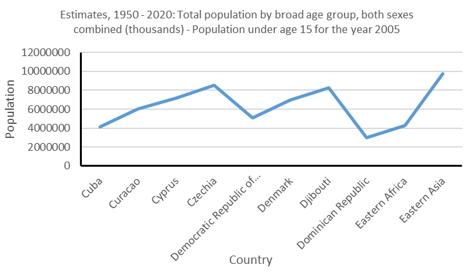 Estimates, 1950 - 2020: Total population by broad age group, both sexes
combined (thousands) - Population under age 15 for the year 2005
Population
12000000
10000000
8000000
6000000
4000000
2000000
0
Cuba
Curacao
Cyprus
Czechia
Democratic Republic of...
Denmark
Djibouti
Dominican Republic
Eastern Africa
Eastern Asia
Country